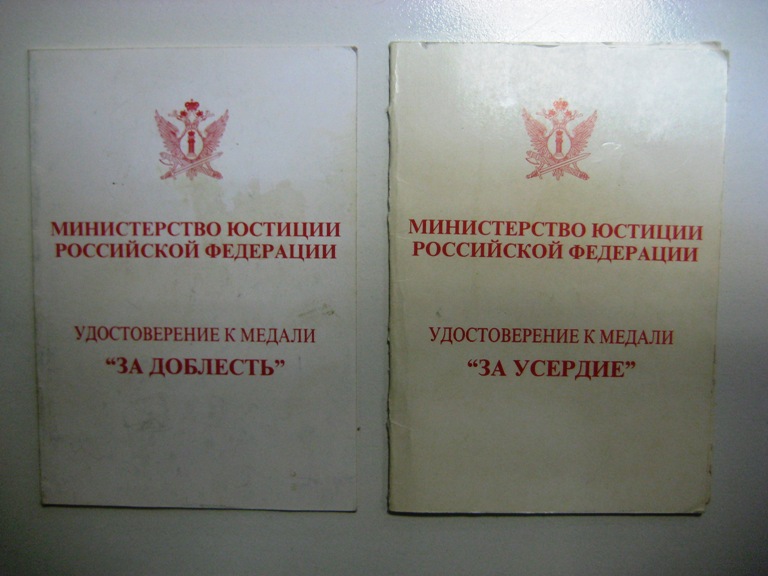 МИНИСТЕРСТВО ЮСТИЦИИ
РОССИЙСКОЙ ФЕДЕРАЦИИ
УДОСТОВЕРЕНИЕ К МЕДАЛИ
“ЗА ДОБЛЕСТЬ”
МИНИСТЕРСТВО ЮСТИЦИИ
РОССИЙСКОЙ ФЕДЕРАЦИИ
УДОСТОВЕРЕНИЕ К МЕДАЛИ
“ЗА УСЕРДИЕ”